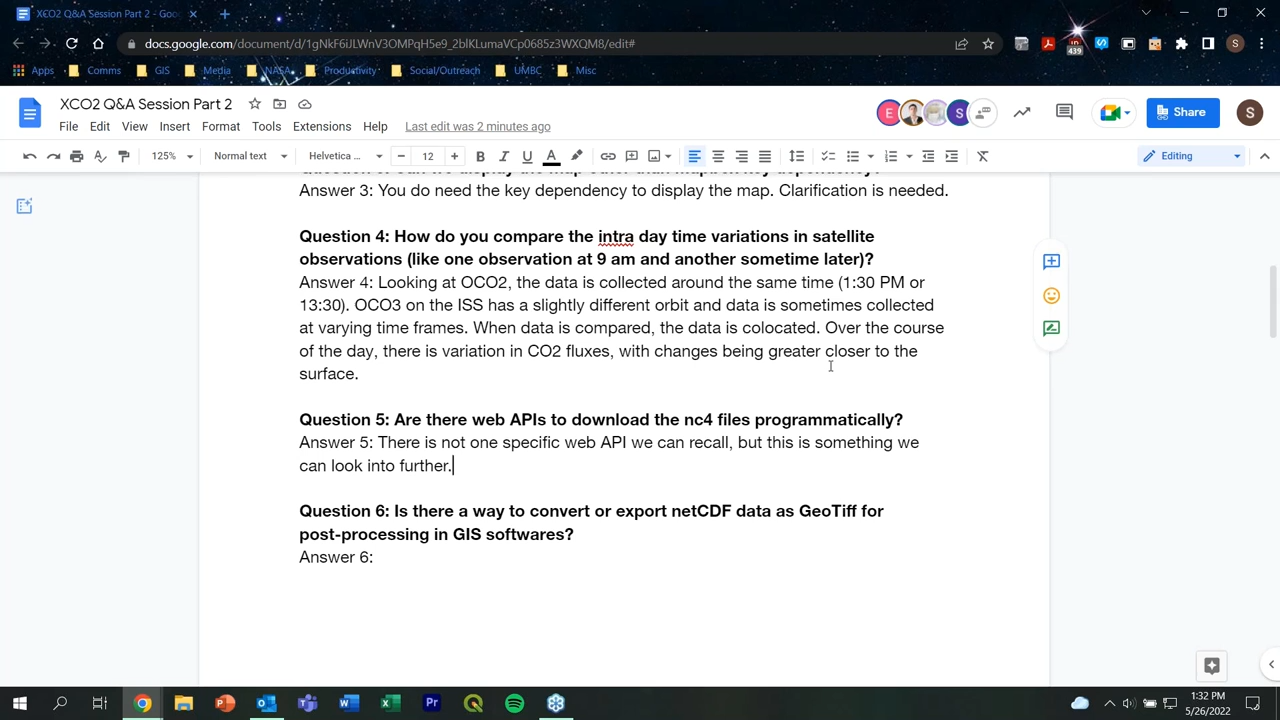 XCO2 Q&A Session Part 2 - Goo
docs.google.com/document/d/1gNkF6iJLWnV3OMPqH5e9_2blKLumaVCp0685z3WXQM8/edit#
439
S
Apps Comms GIS Media NASA Productivity Social/Outreach UMBC Misc
XCO2 Q&A Session Part 2
E S Share S
File Edit View Insert Format Tools Extensions Help Last edit was 2 minutes ago
125% Normal text Helvetica ... 12 B I U A Editing
Answer 3: You do need the key dependency to display the map. Clarification is needed.
Question 4: How do you compare the intra day time variations in satellite
observations (like one observation at 9 am and another sometime later)?
Answer 4: Looking at OCO2, the data is collected around the same time (1:30 PM or
13:30). OCO3 on the ISS has a slightly different orbit and data is sometimes collected
at varying time frames. When data is compared, the data is colocated. Over the course
of the day, there is variation in CO2 fluxes, with changes being greater closer to the
surface.
Question 5: Are there web APIs to download the nc4 files programmatically?
Answer 5: There is not one specific web API we can recall, but this is something we
can look into further.
Question 6: Is there a way to convert or export netCDF data as GeoTiff for
post-processing in GIS softwares?
Answer 6:
1:32 PM
5/26/2022